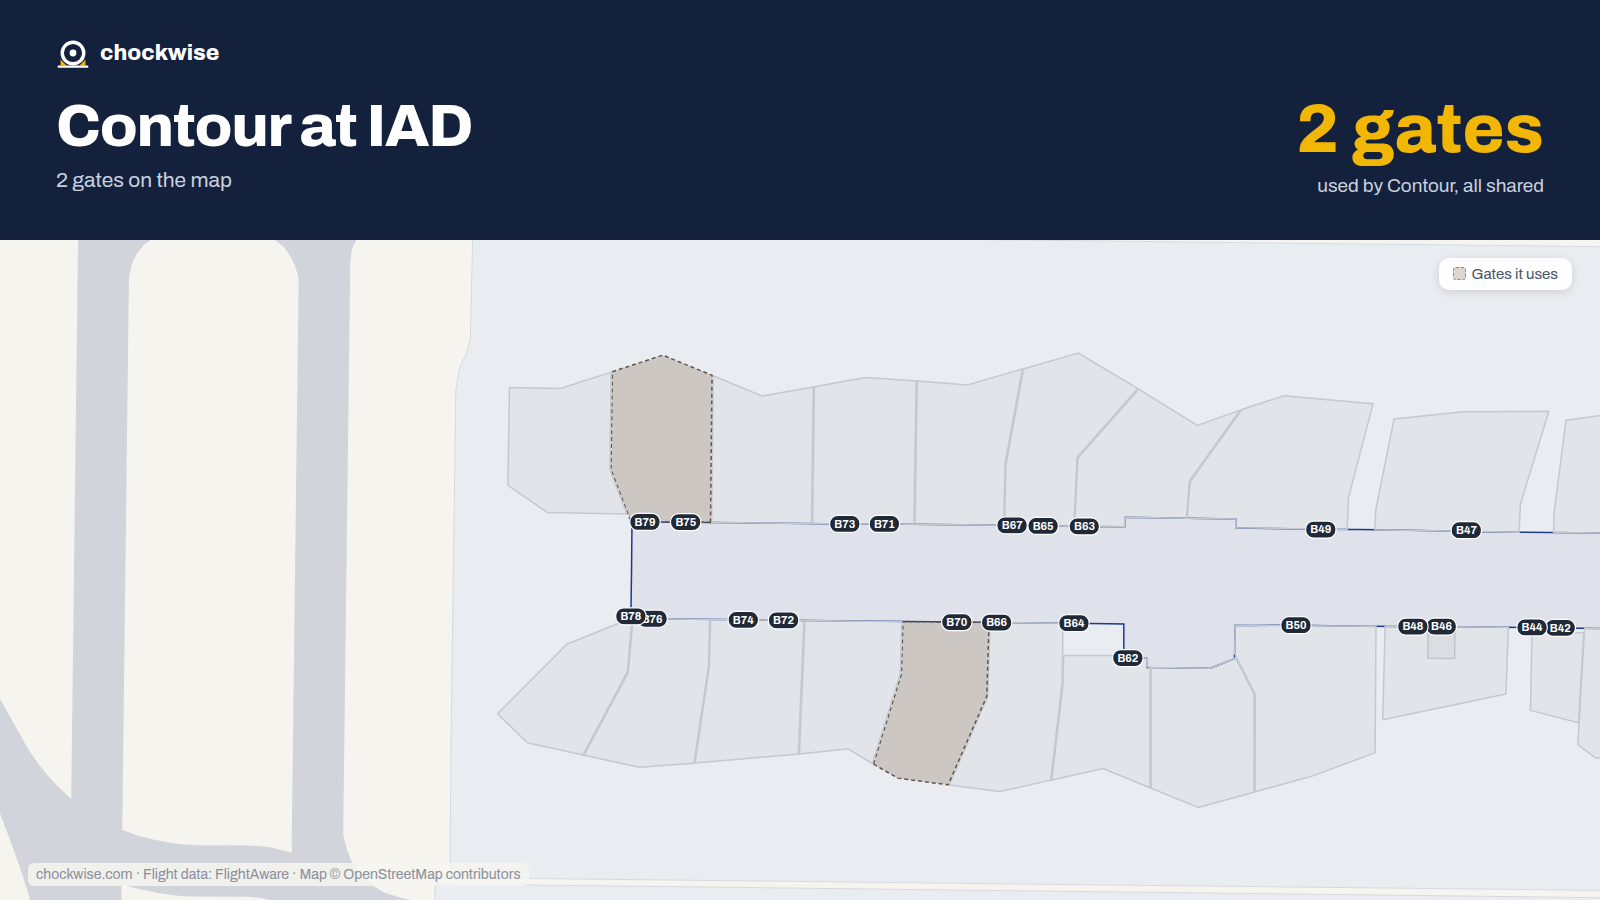 chockwise
Contour at IAD
2 gates on the map
2 gates
used by Contour, all shared
Gates it uses
B79 B75 B73 B71 B67 B65 B63 B49 B47
B78 B76 B74 B72 B70 B66 B64 B50 B48 B46 B44 B42
B62
chockwise.com · Flight data: FlightAware · Map © OpenStreetMap contributors